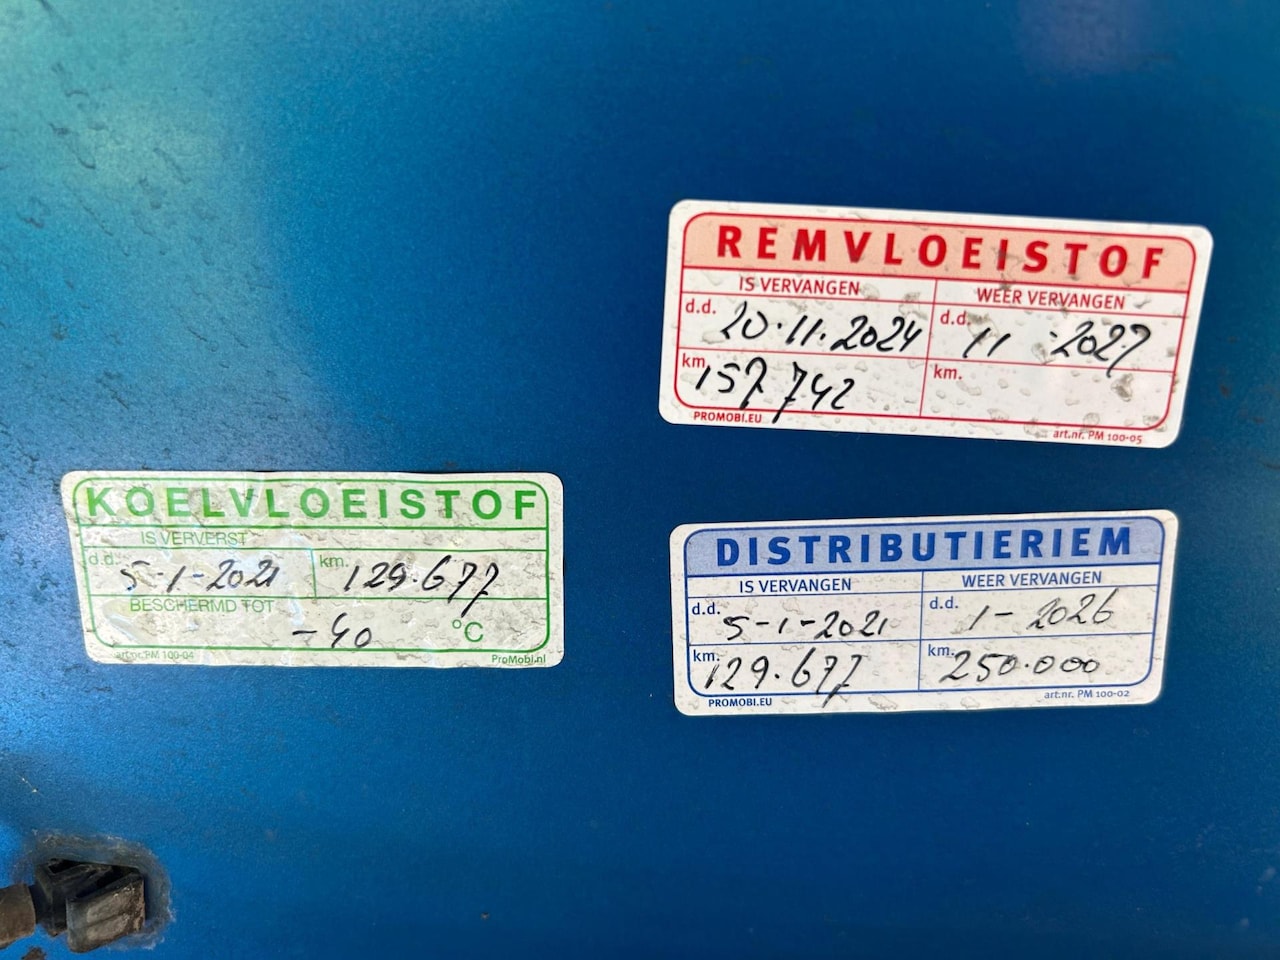 REMVLOEISTOF
IS VERVANGEN WEER VERVANGEN
d.d. 20.11.2024 d.d. 11-2027
km. 157.742 km.
PROMOBI.EU art.nr. PM 100-05
KOELVLOEISTOF
IS VERVERST
d.d. 5-1-2021 km. 129.677
BESCHERMD TOT
-40 °C
art.nr. PM 100-04 ProMobi.nl
DISTRIBUTIERIEM
IS VERVANGEN WEER VERVANGEN
d.d. 5-1-2021 d.d. 1-2026
km. 129.677 km. 250.000
PROMOBI.EU art.nr. PM 100-02